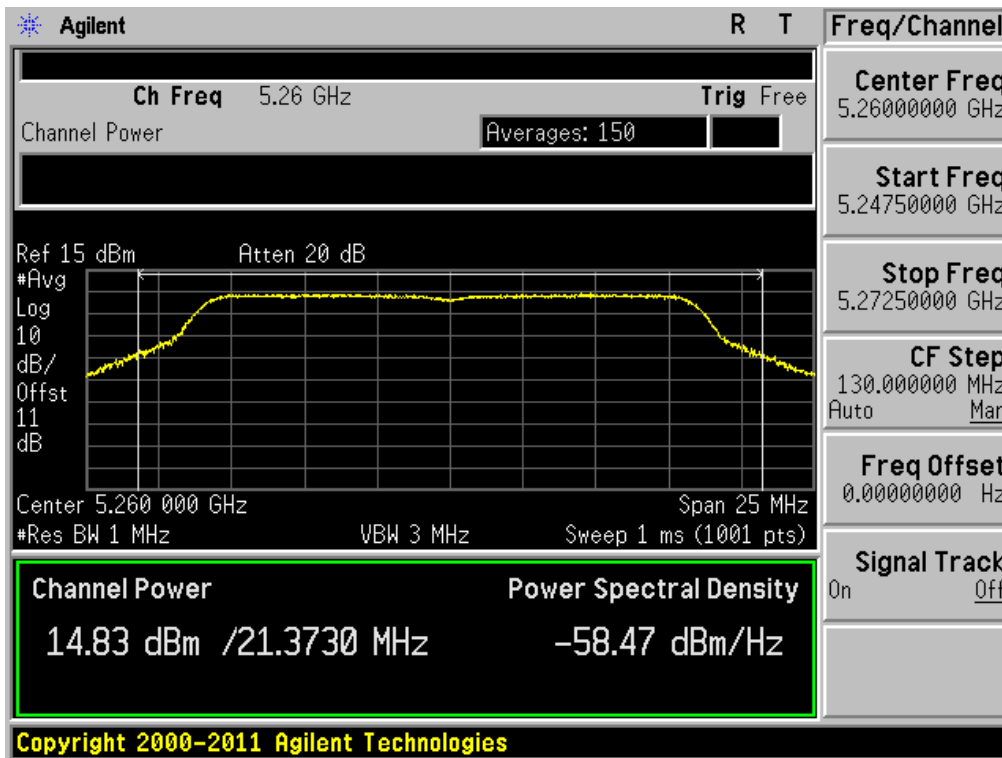 Agilent R T
Ch Freq 5.26 GHz Trig Free
Channel Power Averages: 150
Ref 15 dBm Atten 20 dB
#Avg
Log
10
dB/
Offst
11
dB
Center 5.260 000 GHz Span 25 MHz
#Res BW 1 MHz VBW 3 MHz Sweep 1 ms (1001 pts)
Channel Power Power Spectral Density
14.83 dBm /21.3730 MHz -58.47 dBm/Hz
Copyright 2000-2011 Agilent Technologies
Freq/Channel
Center Freq
5.26000000 GHz
Start Freq
5.24750000 GHz
Stop Freq
5.27250000 GHz
CF Step
130.000000 MHz
Auto Man
Freq Offset
0.00000000 Hz
Signal Track
On Off